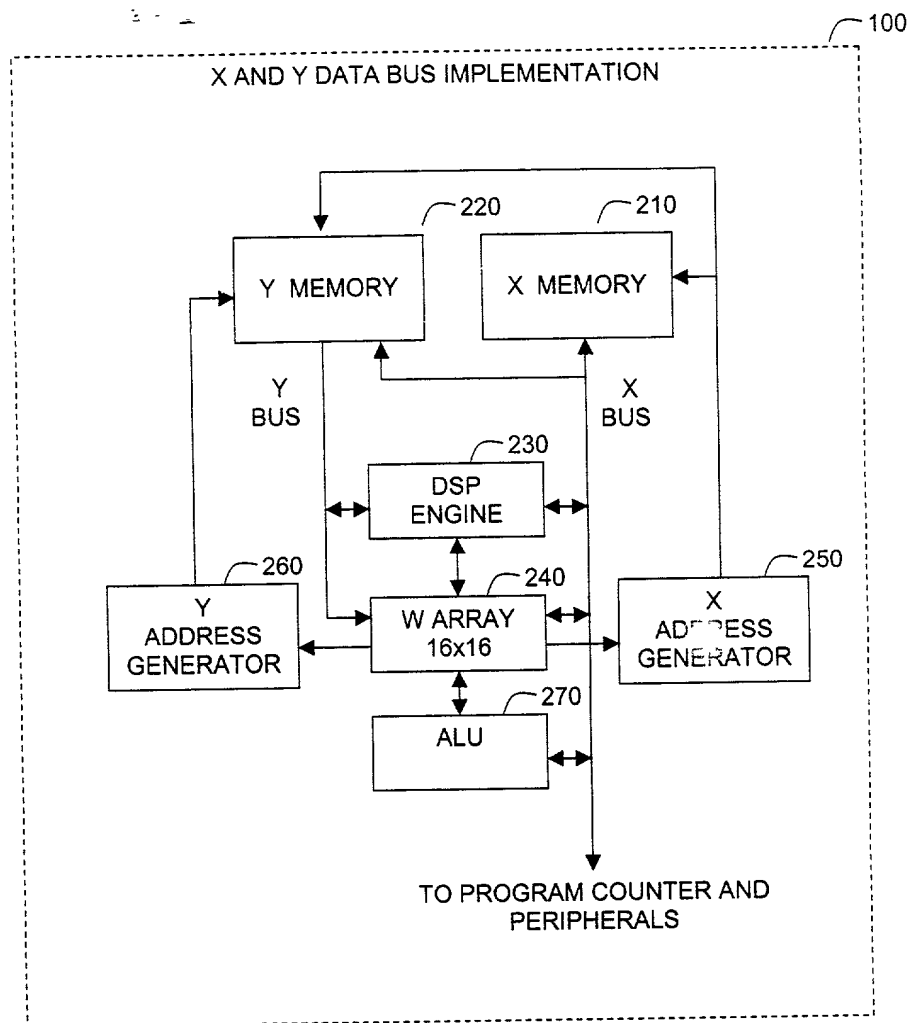 100
X AND Y DATA BUS IMPLEMENTATION
220
210
Y MEMORY
X MEMORY
Y
BUS
X
BUS
230
DSP
ENGINE
260
240
250
Y
ADDRESS
GENERATOR
W ARRAY
16x16
X
ADDRESS
GENERATOR
270
ALU
TO PROGRAM COUNTER AND
PERIPHERALS